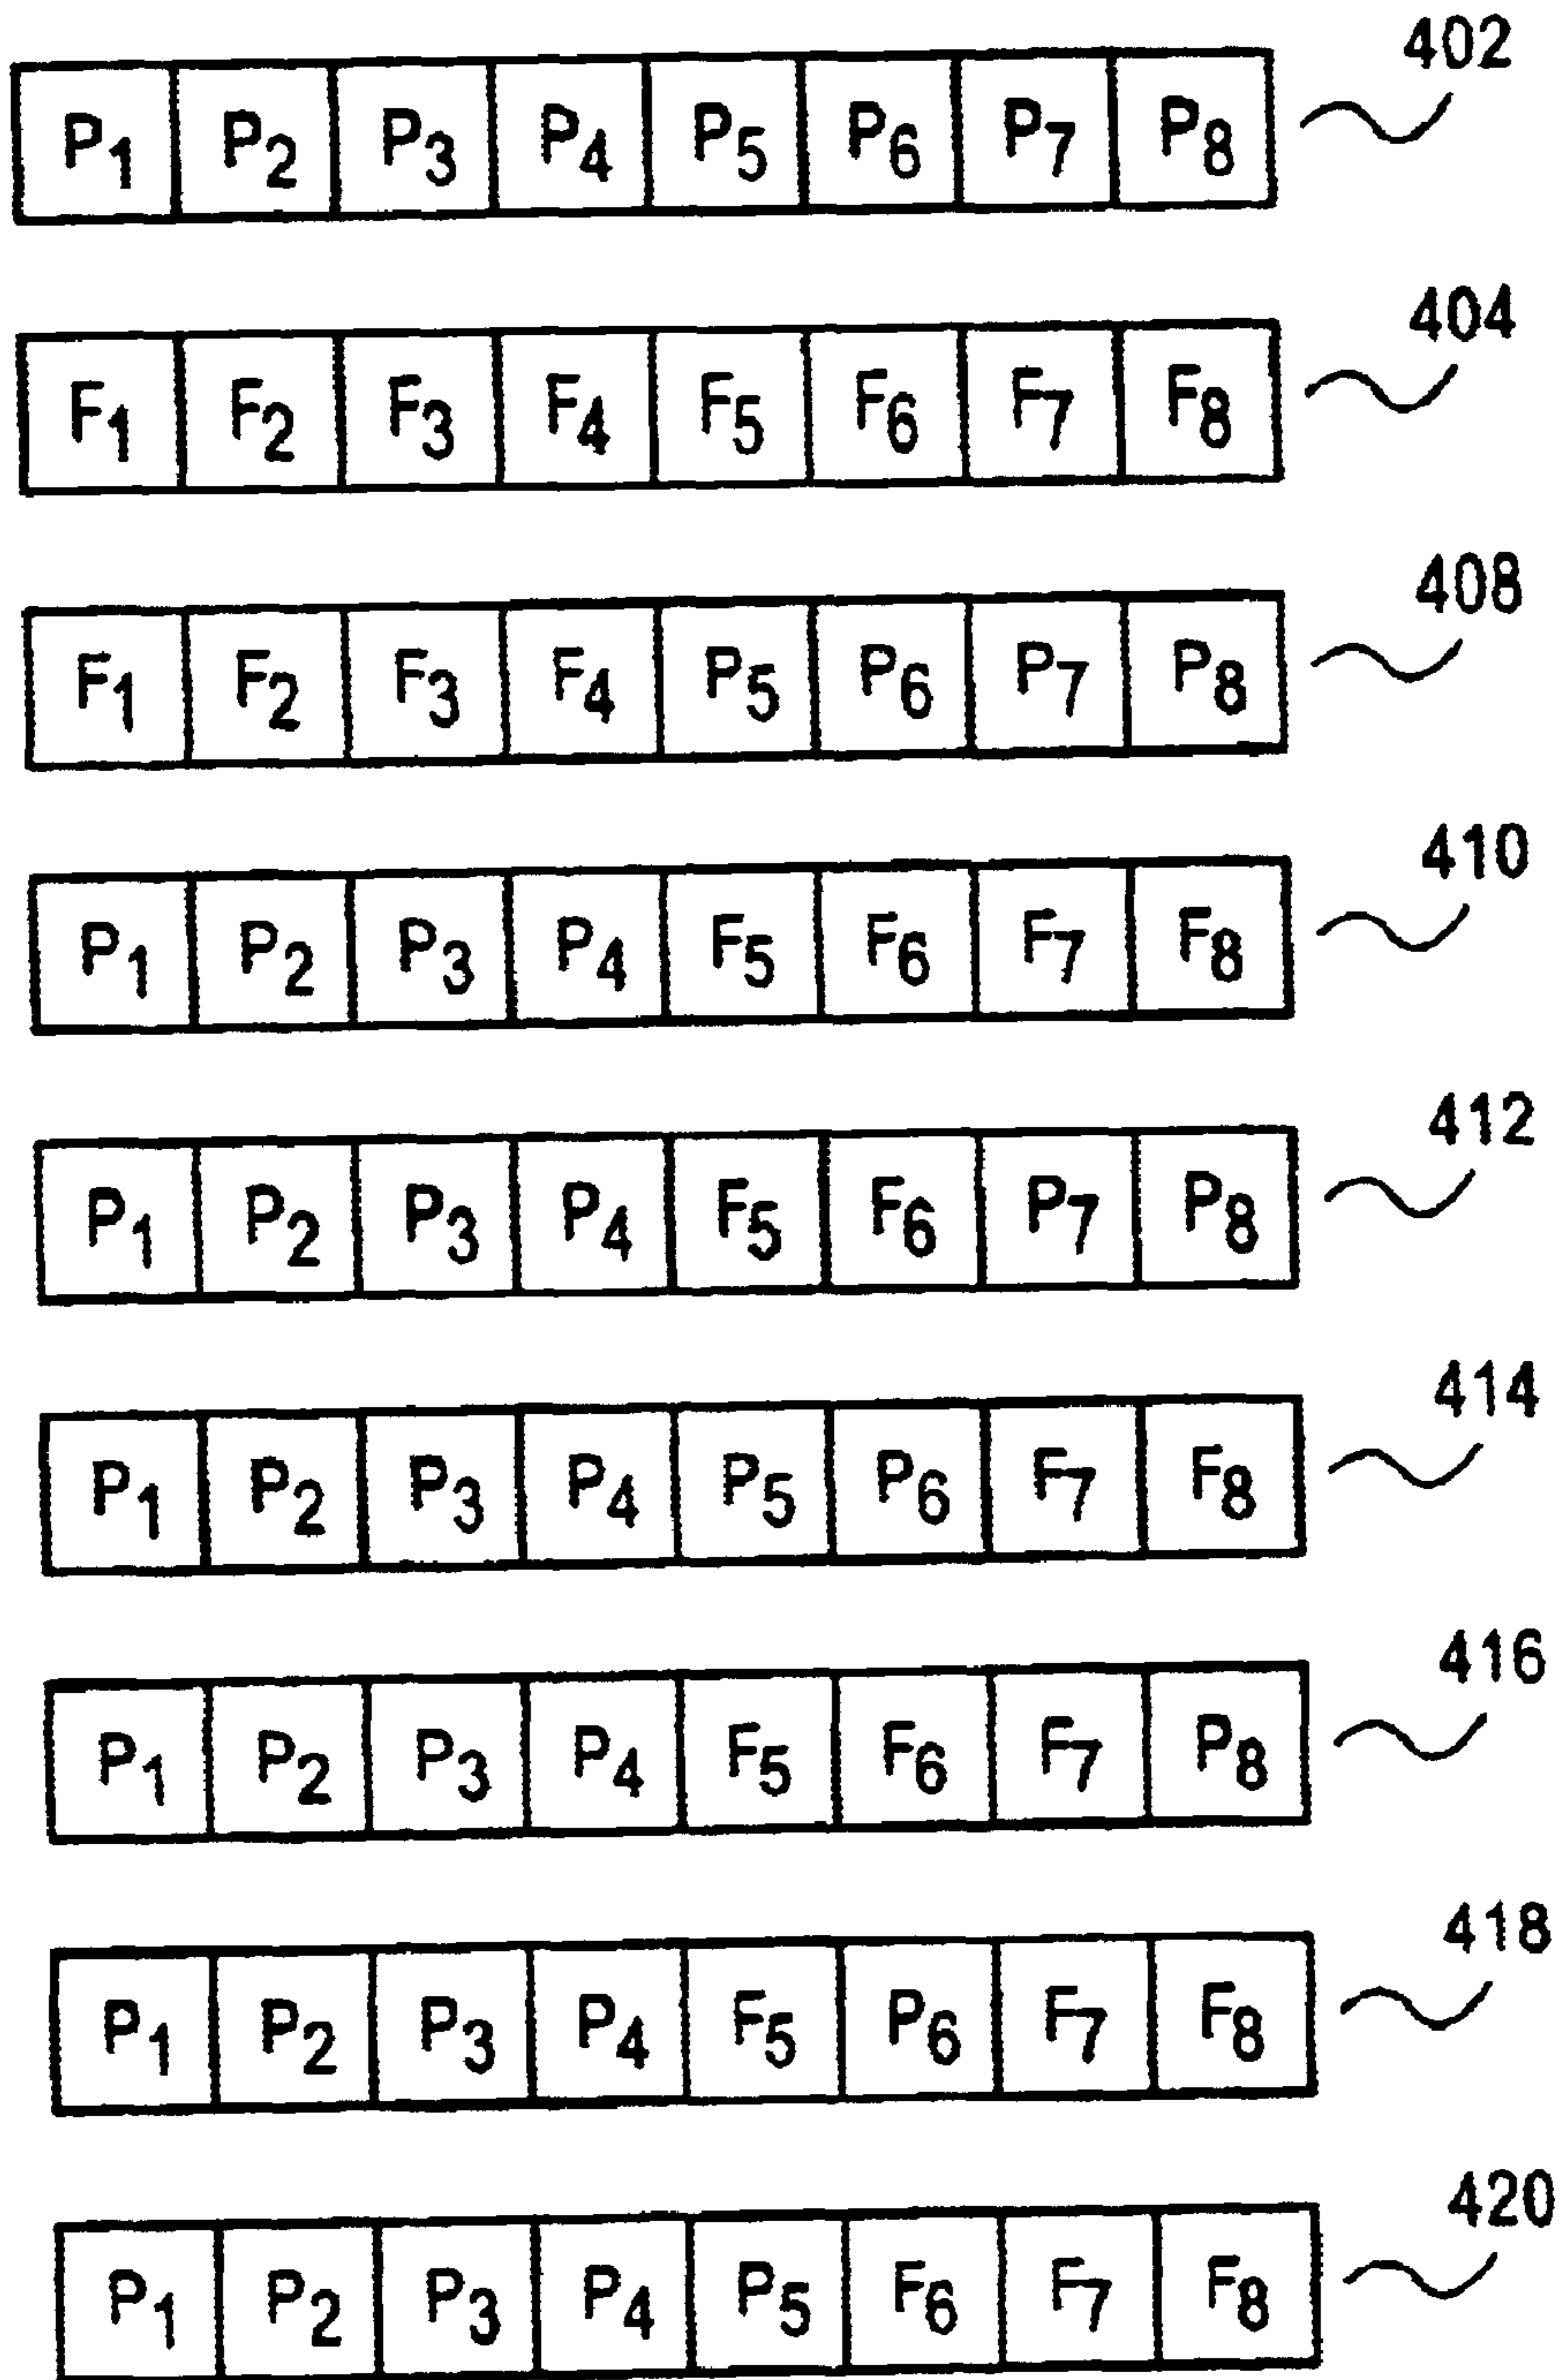 402
P1 P2 P3 P4 P5 P6 P7 P8
404
F1 F2 F3 F4 F5 F6 F7 F8
408
F1 F2 F3 F4 P5 P6 P7 P8
410
P1 P2 P3 P4 F5 F6 F7 F8
412
P1 P2 P3 P4 F5 F6 P7 P8
414
P1 P2 P3 P4 P5 P6 F7 F8
416
P1 P2 P3 P4 F5 F6 F7 P8
418
P1 P2 P3 P4 F5 P6 F7 F8
420
P1 P2 P3 P4 P5 F6 F7 F8